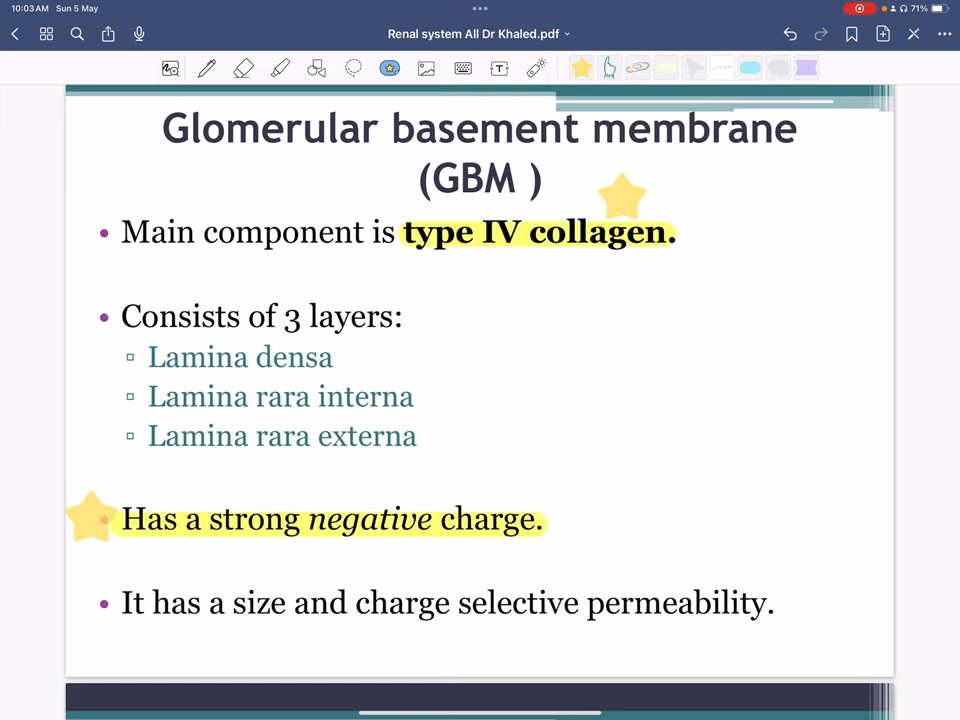 10:03 AM Sun 5 May
71%
Renal system All Dr Khaled.pdf
Glomerular basement membrane
(GBM )
• Main component is type IV collagen.
• Consists of 3 layers:
▫ Lamina densa
▫ Lamina rara interna
▫ Lamina rara externa
• Has a strong negative charge.
• It has a size and charge selective permeability.